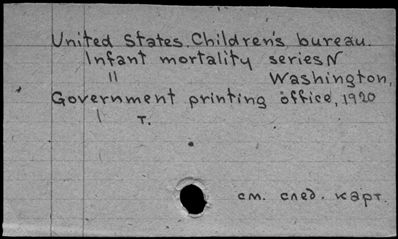 United States. Children's bureau.
Infant mortality series N
" Washington,
Government printing office, 1920
| т.
см. след. карт.